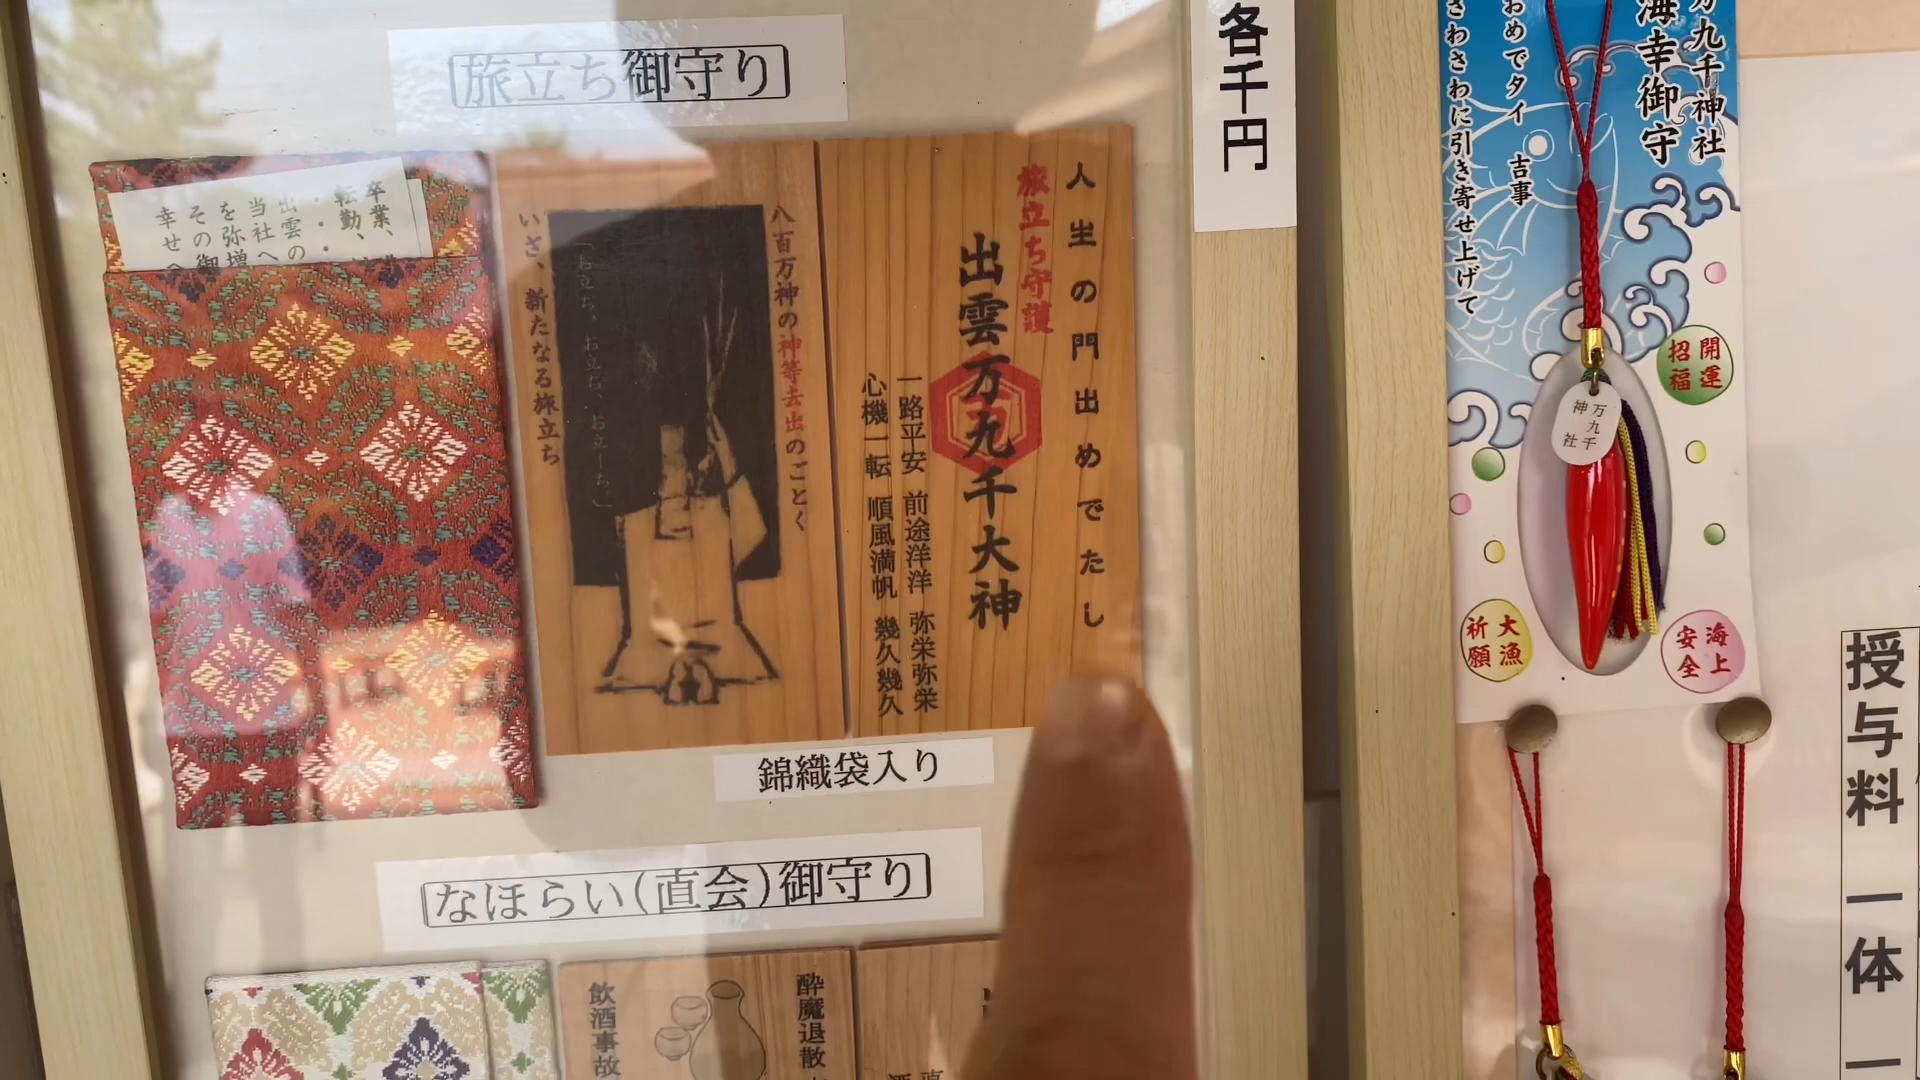 旅立ち御守り
各千円
卒業、
転勤、
出雲の
当社へ
を弥増
その御
幸せへ
八百万神の神等去出のごとく
「お立ち、お立ち、お立ーち」
いざ、新たなる旅立ち
人生の門出めでたし
旅立ち守護
出雲万九千大神
一路平安 前途洋洋 弥栄弥栄
心機一転 順風満帆 幾久幾久
錦織袋入り
なほらい(直会)御守り
酔魔退散
飲酒事故
万九千神社
海幸御守
おめでタイ 吉事
さわさわに引き寄せ上げて
開運
招福
万九千
神社
大漁
祈願
海上
安全
授与料 一体 一